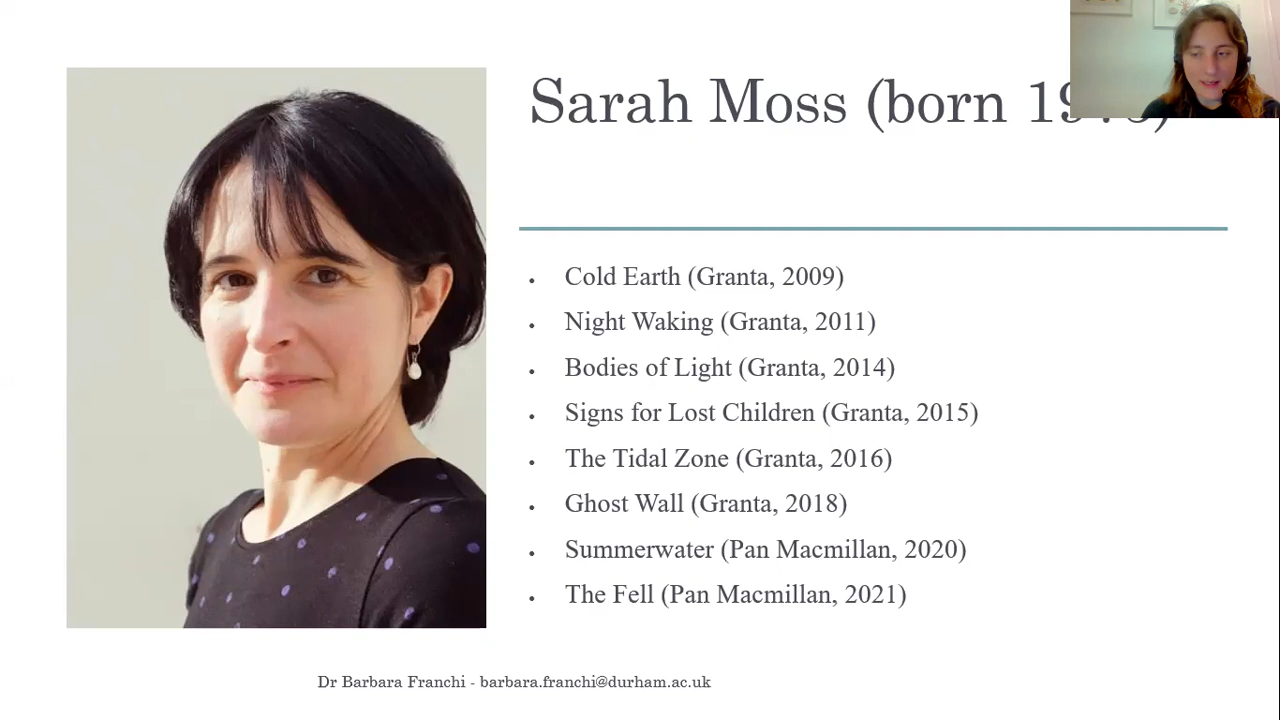 Sarah Moss (born
• Cold Earth (Granta, 2009)
• Night Waking (Granta, 2011)
• Bodies of Light (Granta, 2014)
• Signs for Lost Children (Granta, 2015)
• The Tidal Zone (Granta, 2016)
• Ghost Wall (Granta, 2018)
• Summerwater (Pan Macmillan, 2020)
• The Fell (Pan Macmillan, 2021)
Dr Barbara Franchi - barbara.franchi@durham.ac.uk